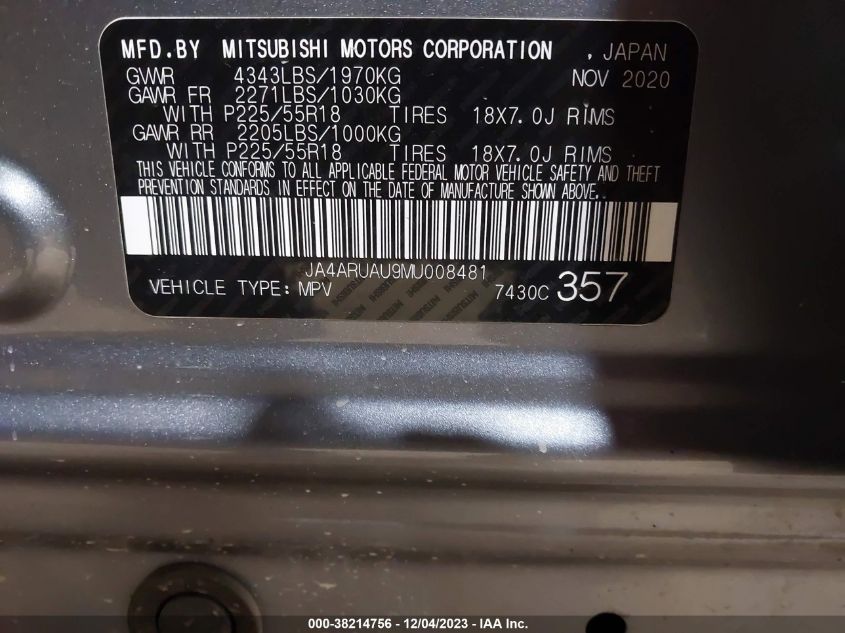 MFD.BY MITSUBISHI MOTORS CORPORATION , JAPAN
GVWR 4343LBS/1970KG NOV 2020
GAWR FR 2271LBS/1030KG
WITH P225/55R18 TIRES 18X7.0J RIMS
GAWR RR 2205LBS/1000KG
WITH P225/55R18 TIRES 18X7.0J RIMS
THIS VEHICLE CONFORMS TO ALL APPLICABLE FEDERAL MOTOR VEHICLE SAFETY AND THEFT
PREVENTION STANDARDS IN EFFECT ON THE DATE OF MANUFACTURE SHOWN ABOVE.
JA4ARUAU9MU008481
VEHICLE TYPE: MPV 7430C 357
000-38214756 - 12/04/2023 - IAA Inc.